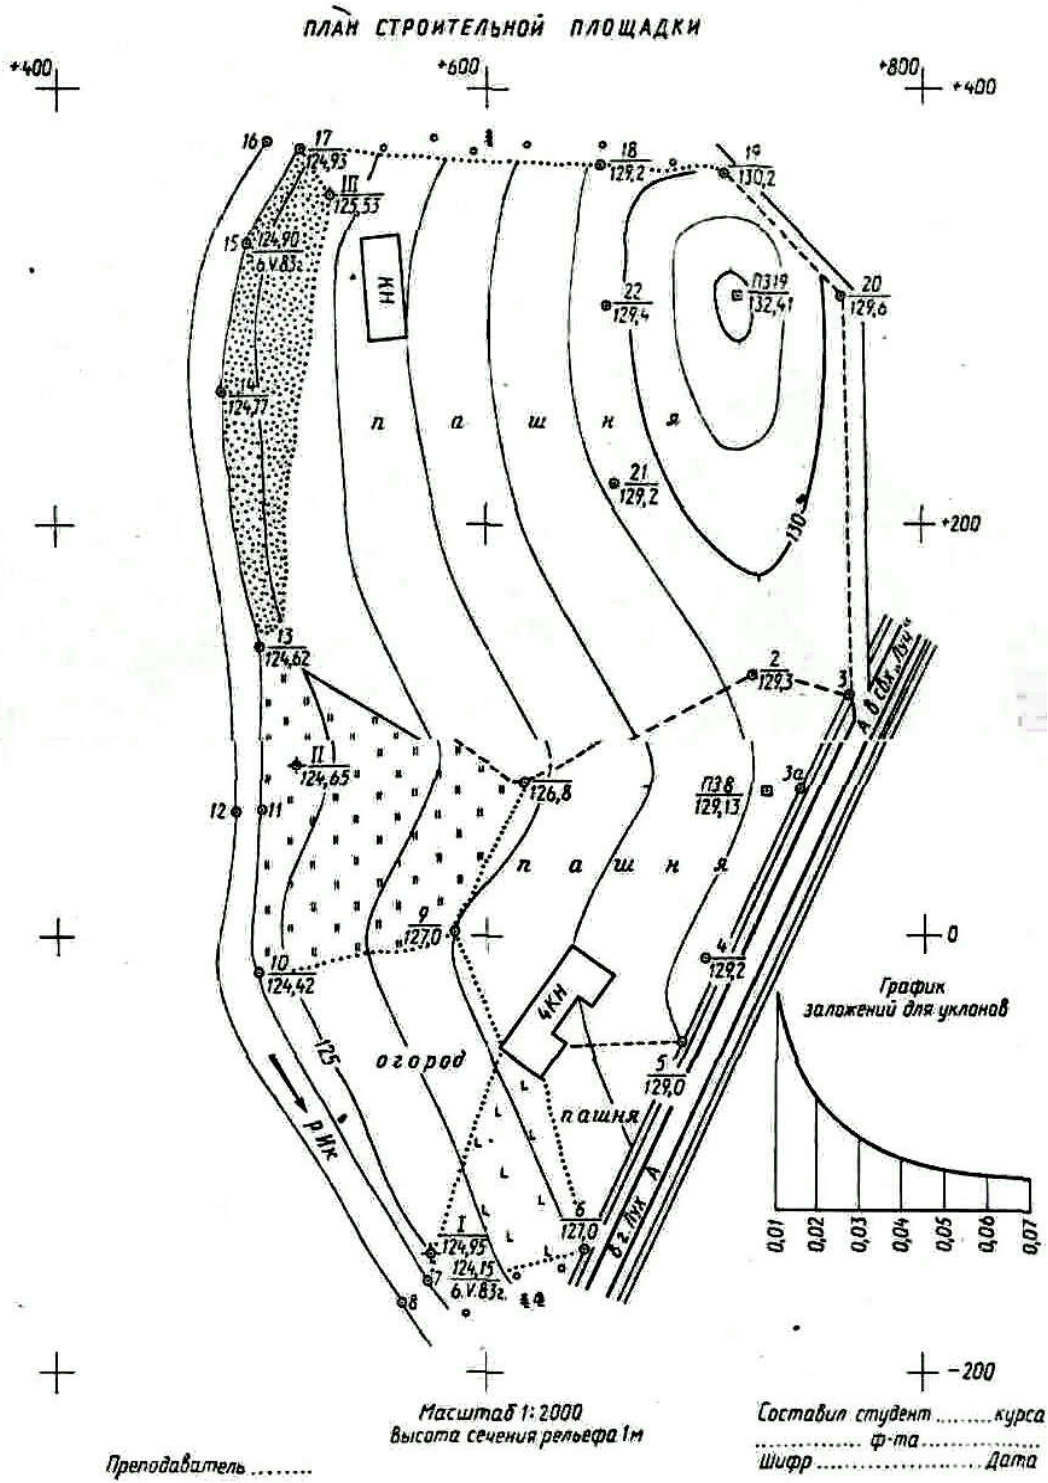 ПЛАН СТРОИТЕЛЬНОЙ ПЛОЩАДКИ
+400
+600
+800
+400
16
17
124,93
18
129,2
19
130,2
III
125,53
15
124,90
6.V.83г.
КН
22
129,4
ПЗ19
132,41
20
129,6
14
124,77
п а ш н я
21
129,2
130
+200
13
124,62
2
129,3
3
А в свх. „Луч“
II
124,65
1
126,8
ПЗ8
129,13
3а
12
11
п а ш н я
9
127,0
0
10
124,42
4
129,2
График
заложений для уклонов
4КН
125
огород
5
129,0
пашня
р. Ик
6
127,0
в г. Лух А
I
124,95
7
124,15
6.V.83г.
8
0,01
0,02
0,03
0,04
0,05
0,06
0,07
-200
Масштаб 1:2000
Высота сечения рельефа 1м
Составил студент ........ курса
............ ф-та ............
Шифр ............... Дата
Преподаватель ........